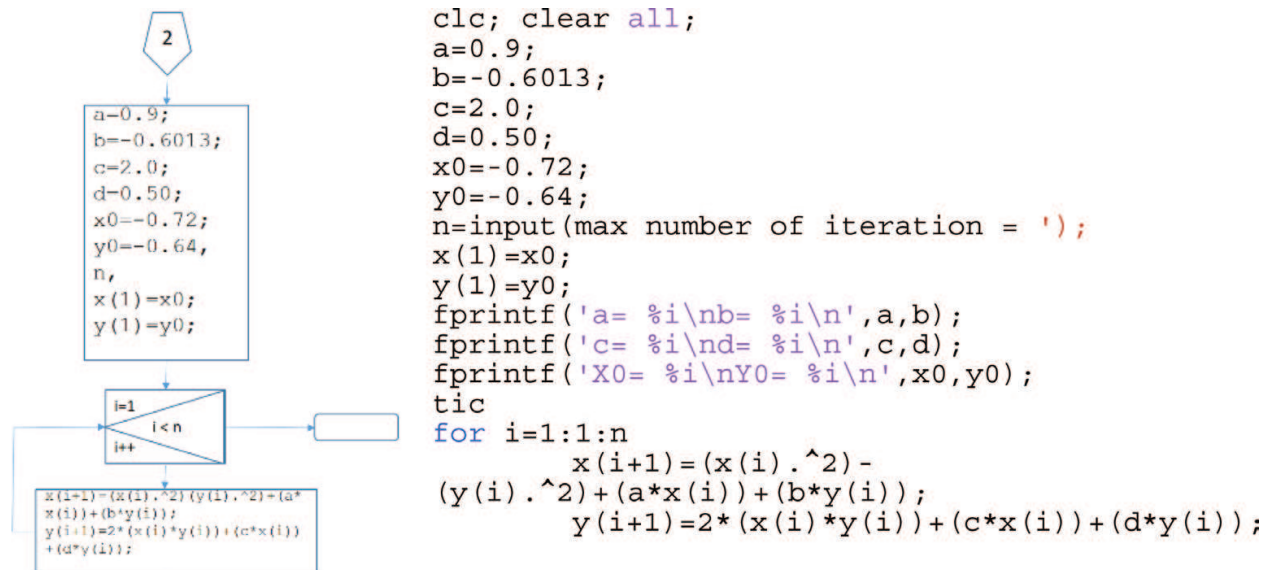 2
a=0.9;
b=-0.6013;
c=2.0;
d=0.50;
x0=-0.72;
y0=-0.64,
n,
x(1)=x0;
y(1)=y0;
i=1
i < n
i++
x(i+1)=(x(i).^2)(y(i).^2)+(a*
x(i))+(b*y(i));
y(i+1)=2*(x(i)*y(i))+(c*x(i))
+(d*y(i));
clc; clear all;
a=0.9;
b=-0.6013;
c=2.0;
d=0.50;
x0=-0.72;
y0=-0.64;
n=input(max number of iteration = ');
x(1)=x0;
y(1)=y0;
fprintf('a= %i\nb= %i\n',a,b);
fprintf('c= %i\nd= %i\n',c,d);
fprintf('X0= %i\nY0= %i\n',x0,y0);
tic
for i=1:1:n
x(i+1)=(x(i).^2)-
(y(i).^2)+(a*x(i))+(b*y(i));
y(i+1)=2*(x(i)*y(i))+(c*x(i))+(d*y(i));